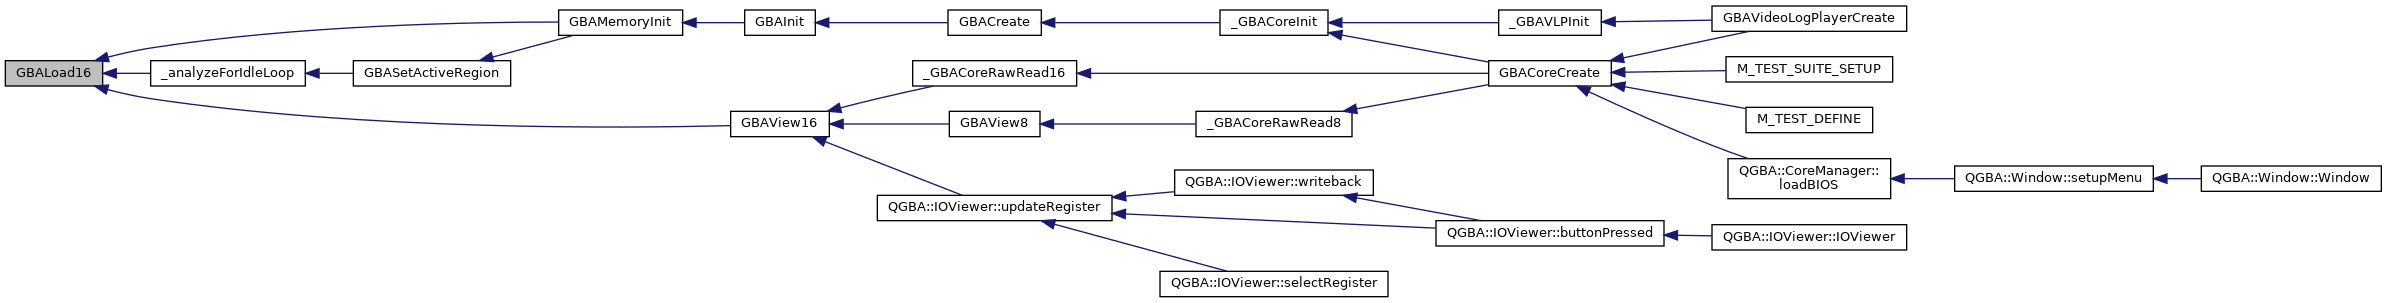 GBALoad16
GBAMemoryInit
_analyzeForIdleLoop
GBASetActiveRegion
GBAInit
GBACreate
_GBACoreInit
_GBAVLPInit
GBAVideoLogPlayerCreate
_GBACoreRawRead16
GBACoreCreate
M_TEST_SUITE_SETUP
GBAView16
GBAView8
_GBACoreRawRead8
M_TEST_DEFINE
QGBA::CoreManager::
loadBIOS
QGBA::Window::setupMenu
QGBA::Window::Window
QGBA::IOViewer::updateRegister
QGBA::IOViewer::writeback
QGBA::IOViewer::buttonPressed
QGBA::IOViewer::IOViewer
QGBA::IOViewer::selectRegister